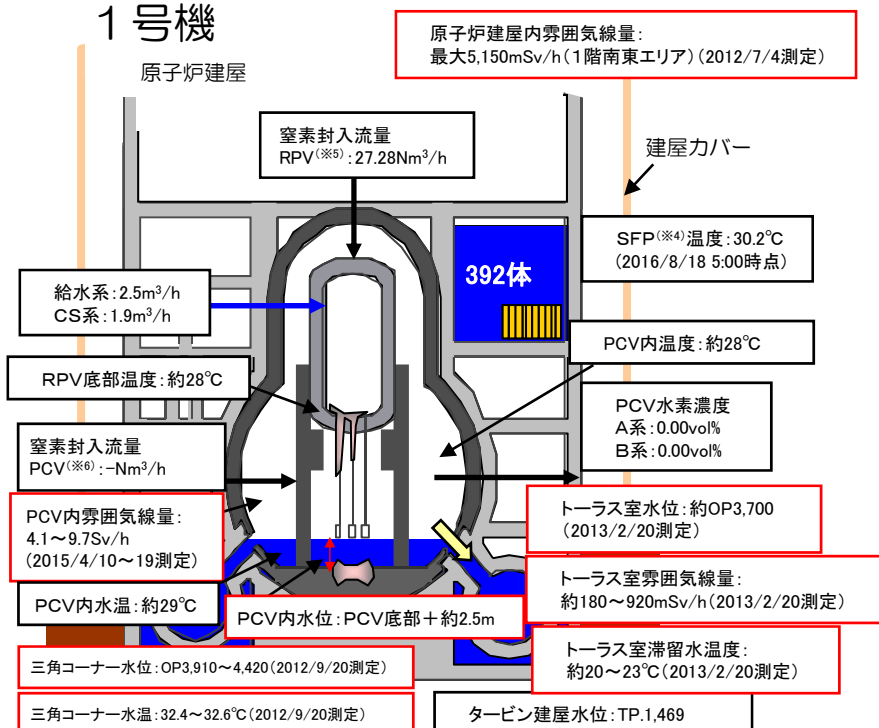 １号機
原子炉建屋
原子炉建屋内雰囲気線量：
最大5,150mSv/h(１階南東エリア)(2012/7/4測定)
窒素封入流量
RPV(※5)：27.28Nm3/h
建屋カバー
SFP(※4)温度：30.2℃
(2016/8/18 5:00時点)
392体
給水系：2.5m3/h
CS系：1.9m3/h
PCV内温度：約28℃
RPV底部温度：約28℃
PCV水素濃度
A系：0.00vol%
B系：0.00vol%
窒素封入流量
PCV(※6)：-Nm3/h
PCV内雰囲気線量：
4.1～9.7Sv/h
(2015/4/10～19測定)
トーラス室水位：約OP3,700
(2013/2/20測定)
トーラス室雰囲気線量：
約180～920mSv/h(2013/2/20測定)
PCV内水温：約29℃
PCV内水位：PCV底部＋約2.5m
トーラス室滞留水温度：
約20～23℃(2013/2/20測定)
三角コーナー水位：OP3,910～4,420(2012/9/20測定)
三角コーナー水温：32.4～32.6℃(2012/9/20測定)
タービン建屋水位：TP.1,469